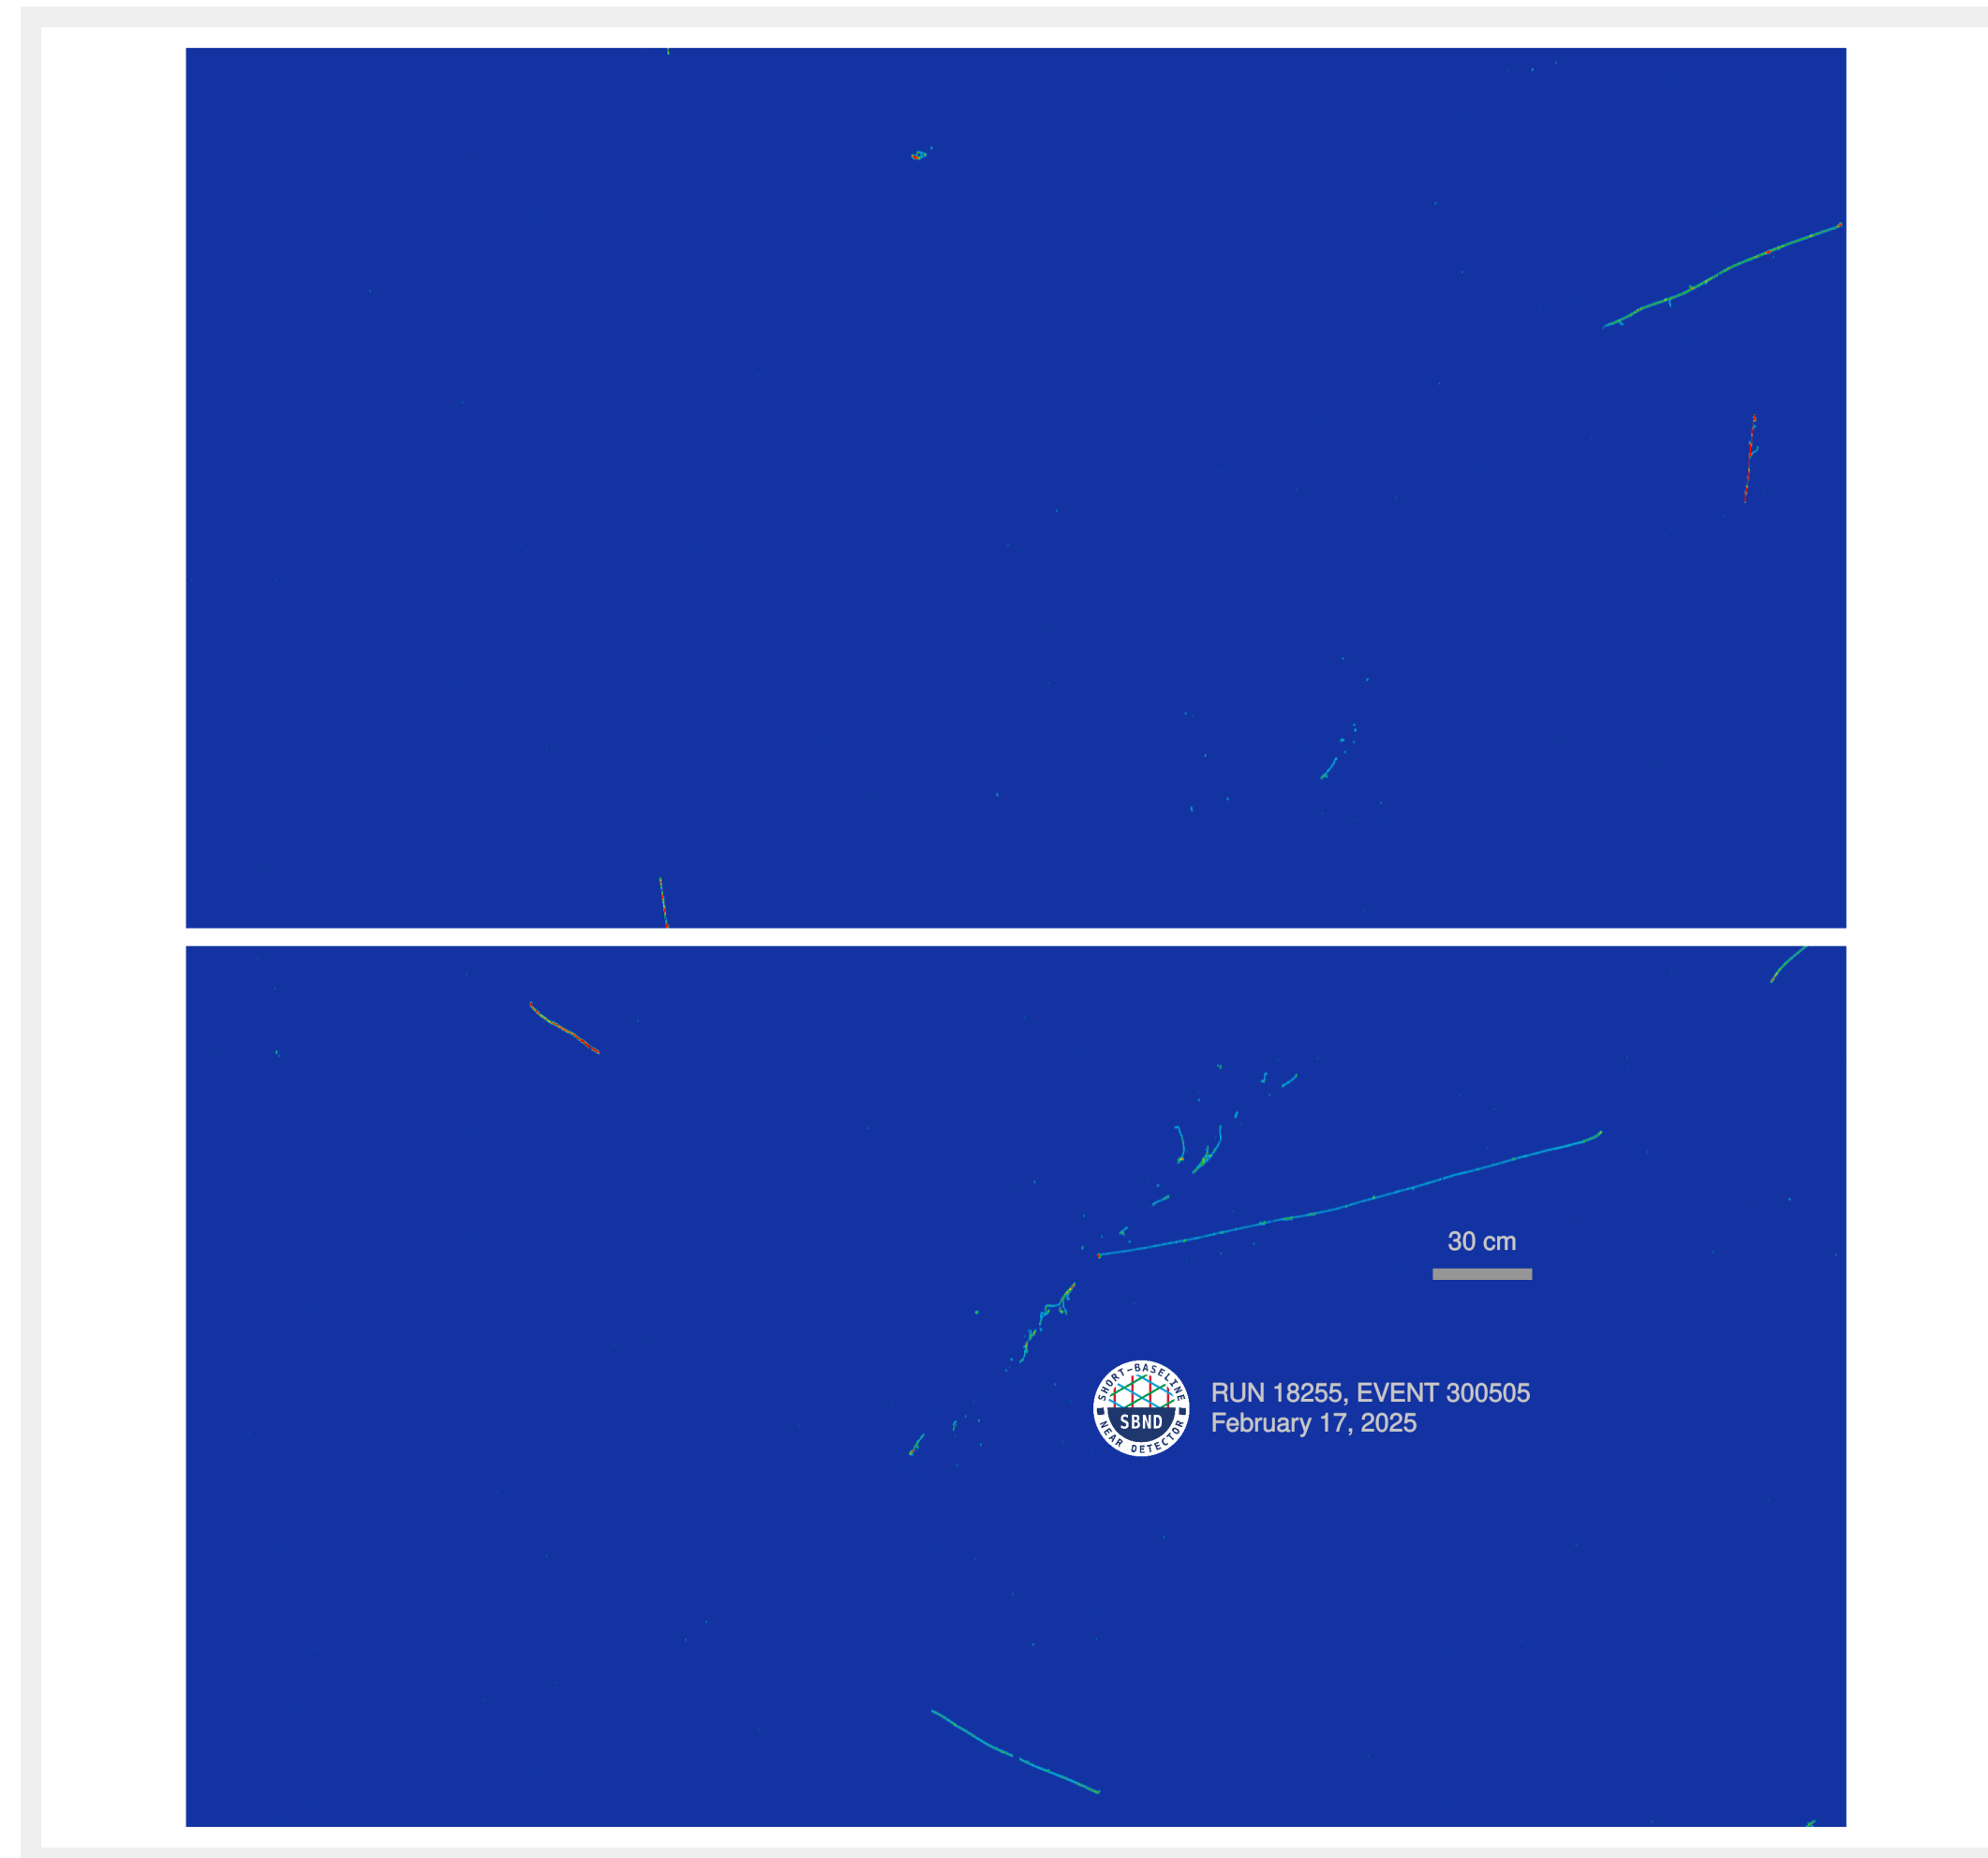 30 cm
SHORT-BASELINE
SBND
NEAR DETECTOR
RUN 18255, EVENT 300505
February 17, 2025